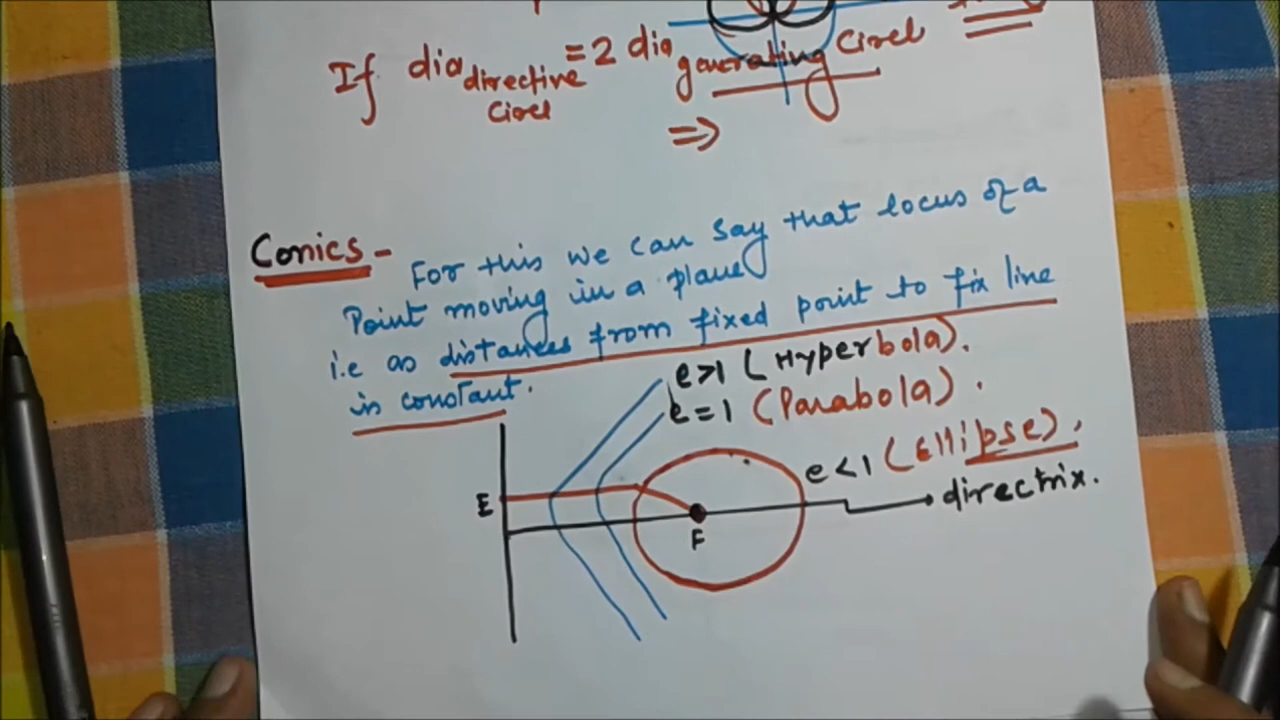 If dia directive = 2 dia generating Circl
Circl
⇒
Conics -
For this we can say that locus of a
Point moving in a plane
i.e as distances from fixed point to fix line
is constant.
e>1 (Hyperbola).
e=1 (Parabola).
e<1 (Ellipse).
directrix.
E
F